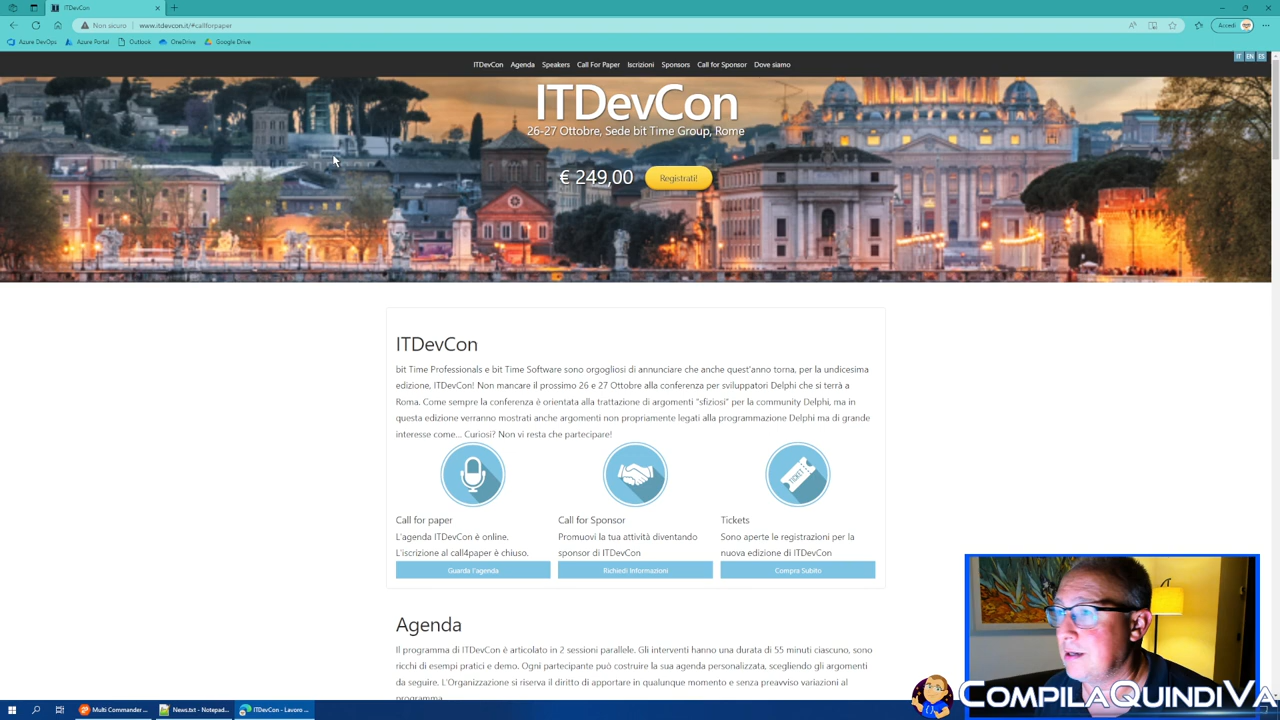 ITDevCon
Non sicuro
www.itdevcon.it/#callforpaper
Accedi
Azure DevOps
Azure Portal
Outlook
OneDrive
Google Drive
ITDevCon Agenda Speakers Call For Paper Iscrizioni Sponsors Call for Sponsor Dove siamo
IT EN ES
ITDevCon
26-27 Ottobre, Sede bit Time Group, Rome
€ 249,00 Registrati!
ITDevCon
bit Time Professionals e bit Time Software sono orgogliosi di annunciare che anche quest'anno torna, per la undicesima
edizione, ITDevCon! Non mancare il prossimo 26 e 27 Ottobre alla conferenza per sviluppatori Delphi che si terrà a
Roma. Come sempre la conferenza è orientata alla trattazione di argomenti "sfiziosi" per la community Delphi, ma in
questa edizione verranno mostrati anche argomenti non propriamente legati alla programmazione Delphi ma di grande
interesse come... Curiosi? Non vi resta che partecipare!
TICKET
Call for paper
L'agenda ITDevCon è online.
L'iscrizione al call4paper è chiuso.
Guarda l'agenda
Call for Sponsor
Promuovi la tua attività diventando
sponsor di ITDevCon
Richiedi Informazioni
Tickets
Sono aperte le registrazioni per la
nuova edizione di ITDevCon
Compra Subito
Agenda
Il programma di ITDevCon è articolato in 2 sessioni parallele. Gli interventi hanno una durata di 55 minuti ciascuno, sono
ricchi di esempi pratici e demo. Ogni partecipante può costruire la sua agenda personalizzata, scegliendo gli argomenti
da seguire. L'Organizzazione si riserva il diritto di apportare in qualunque momento e senza preavviso variazioni al
programma.
{}
COMPILAQUINDIVA
Multi Commander ...
News.txt - Notepad...
ITDevCon - Lavoro ...